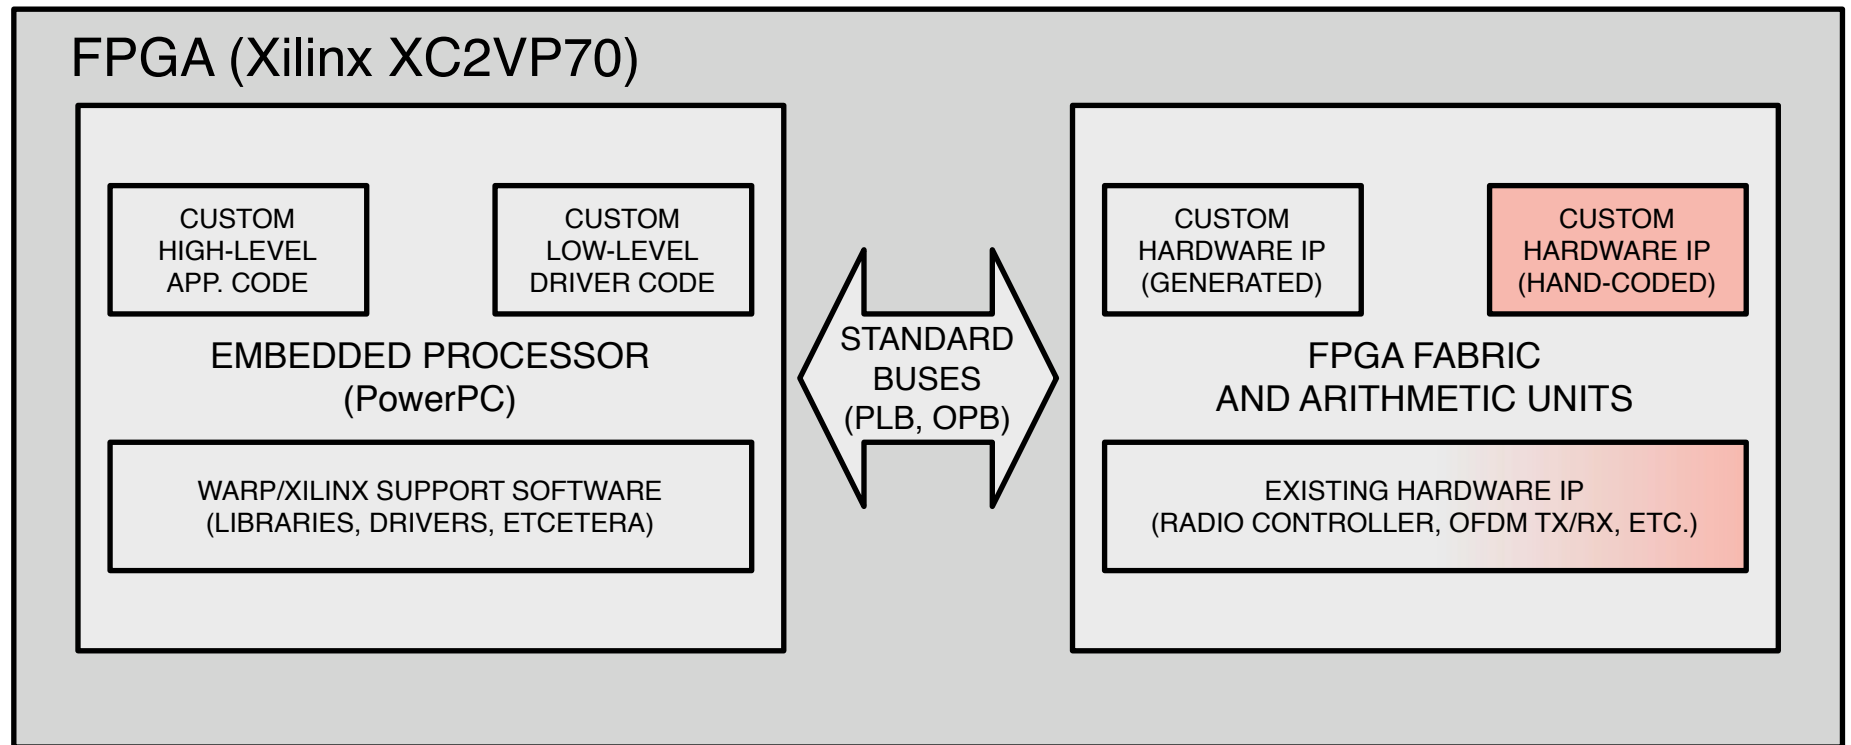 FPGA (Xilinx XC2VP70)
CUSTOM
HIGH-LEVEL
APP. CODE
CUSTOM
LOW-LEVEL
DRIVER CODE
EMBEDDED PROCESSOR
(PowerPC)
WARP/XILINX SUPPORT SOFTWARE
(LIBRARIES, DRIVERS, ETCETERA)
STANDARD
BUSES
(PLB, OPB)
CUSTOM
HARDWARE IP
(GENERATED)
CUSTOM
HARDWARE IP
(HAND-CODED)
FPGA FABRIC
AND ARITHMETIC UNITS
EXISTING HARDWARE IP
(RADIO CONTROLLER, OFDM TX/RX, ETC.)